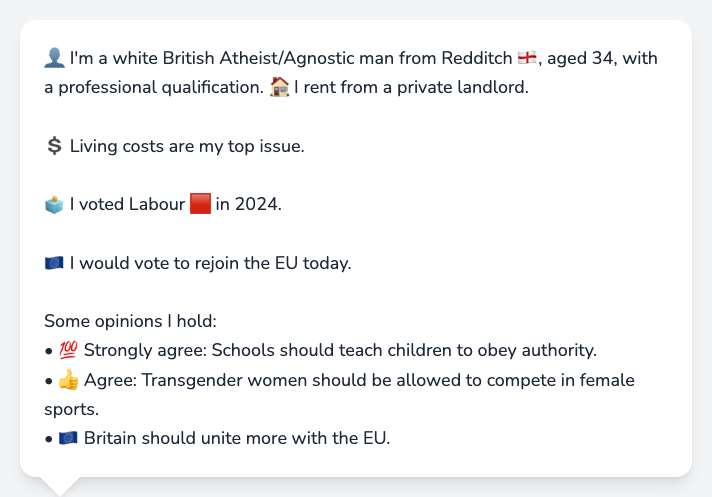 👤 I'm a white British Atheist/Agnostic man from Redditch 🏴󠁧󠁢󠁥󠁮󠁧󠁿, aged 34, with
a professional qualification. 🏠 I rent from a private landlord.
💲 Living costs are my top issue.
🗳️ I voted Labour 🟥 in 2024.
🇪🇺 I would vote to rejoin the EU today.
Some opinions I hold:
• 💯 Strongly agree: Schools should teach children to obey authority.
• 👍 Agree: Transgender women should be allowed to compete in female
sports.
• 🇪🇺 Britain should unite more with the EU.